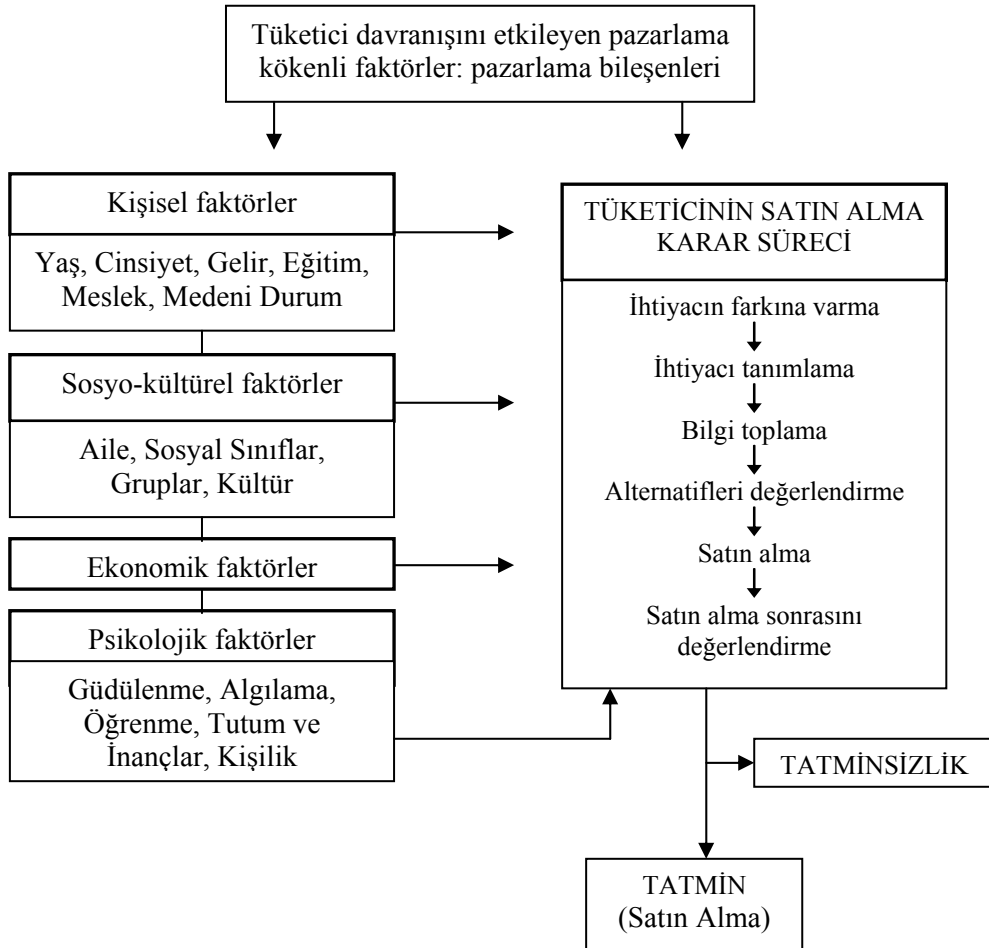 Tüketici davranışını etkileyen pazarlama
kökenli faktörler: pazarlama bileşenleri
Kişisel faktörler
Yaş, Cinsiyet, Gelir, Eğitim,
Meslek, Medeni Durum
Sosyo-kültürel faktörler
Aile, Sosyal Sınıflar,
Gruplar, Kültür
Ekonomik faktörler
Psikolojik faktörler
Güdülenme, Algılama,
Öğrenme, Tutum ve
İnançlar, Kişilik
TÜKETİCİNİN SATIN ALMA
KARAR SÜRECİ
İhtiyacın farkına varma
İhtiyacı tanımlama
Bilgi toplama
Alternatifleri değerlendirme
Satın alma
Satın alma sonrasını
değerlendirme
TATMİNSİZLİK
TATMİN
(Satın Alma)